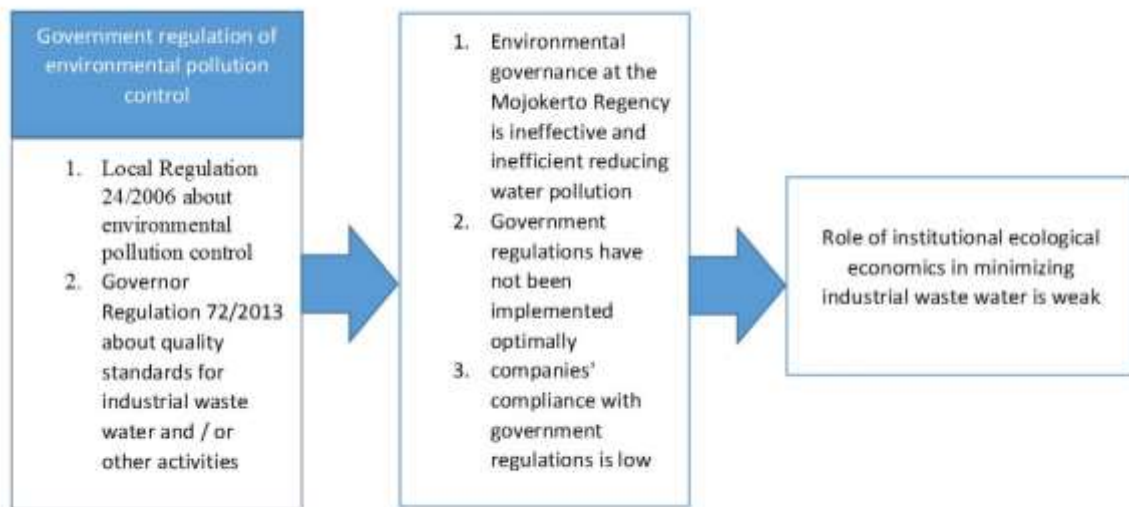 Government regulation of
environmental pollution
control
1. Local Regulation
24/2006 about
environmental
pollution control
2. Governor
Regulation 72/2013
about quality
standards for
industrial waste
water and / or
other activities
1. Environmental
governance at the
Mojokerto Regency
is ineffective and
inefficient reducing
water pollution
2. Government
regulations have
not been
implemented
optimally
3. companies'
compliance with
government
regulations is low
Role of institutional ecological
economics in minimizing
industrial waste water is weak